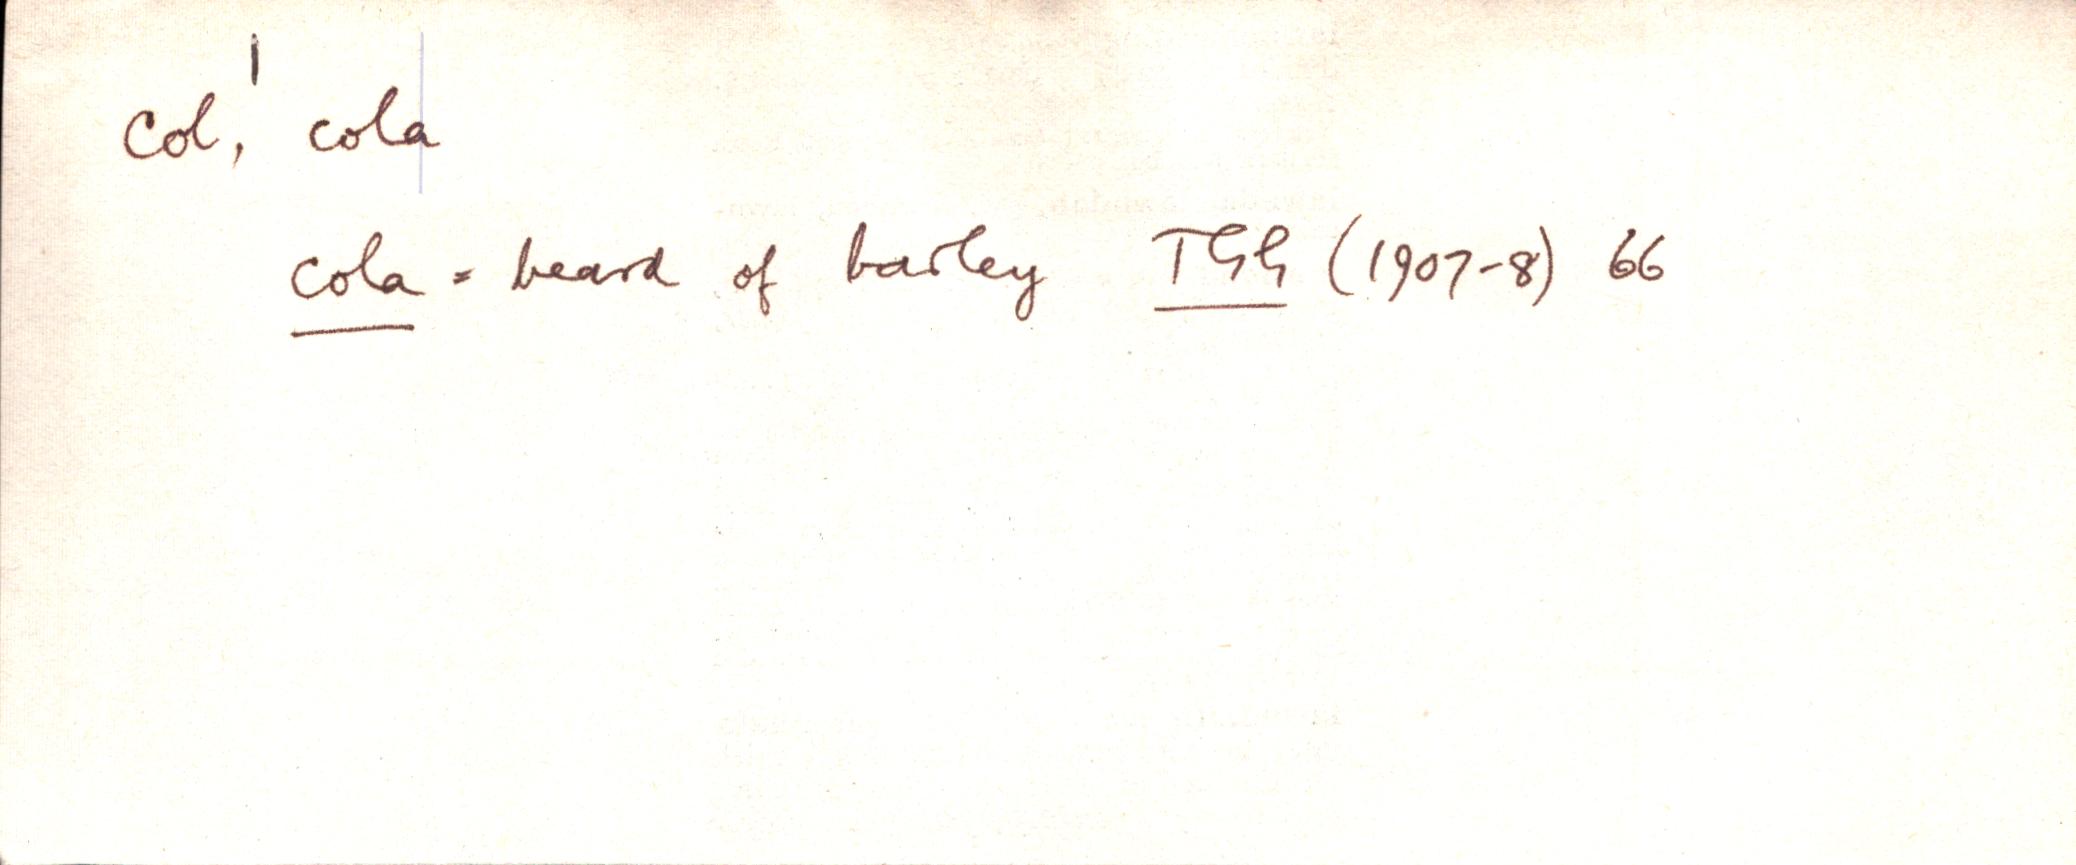 col, cola
cola = beard of barley TGG (1907-8) 66